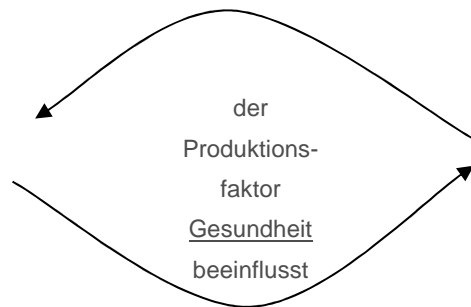 der
Produktions-
faktor
Gesundheit
beeinflusst